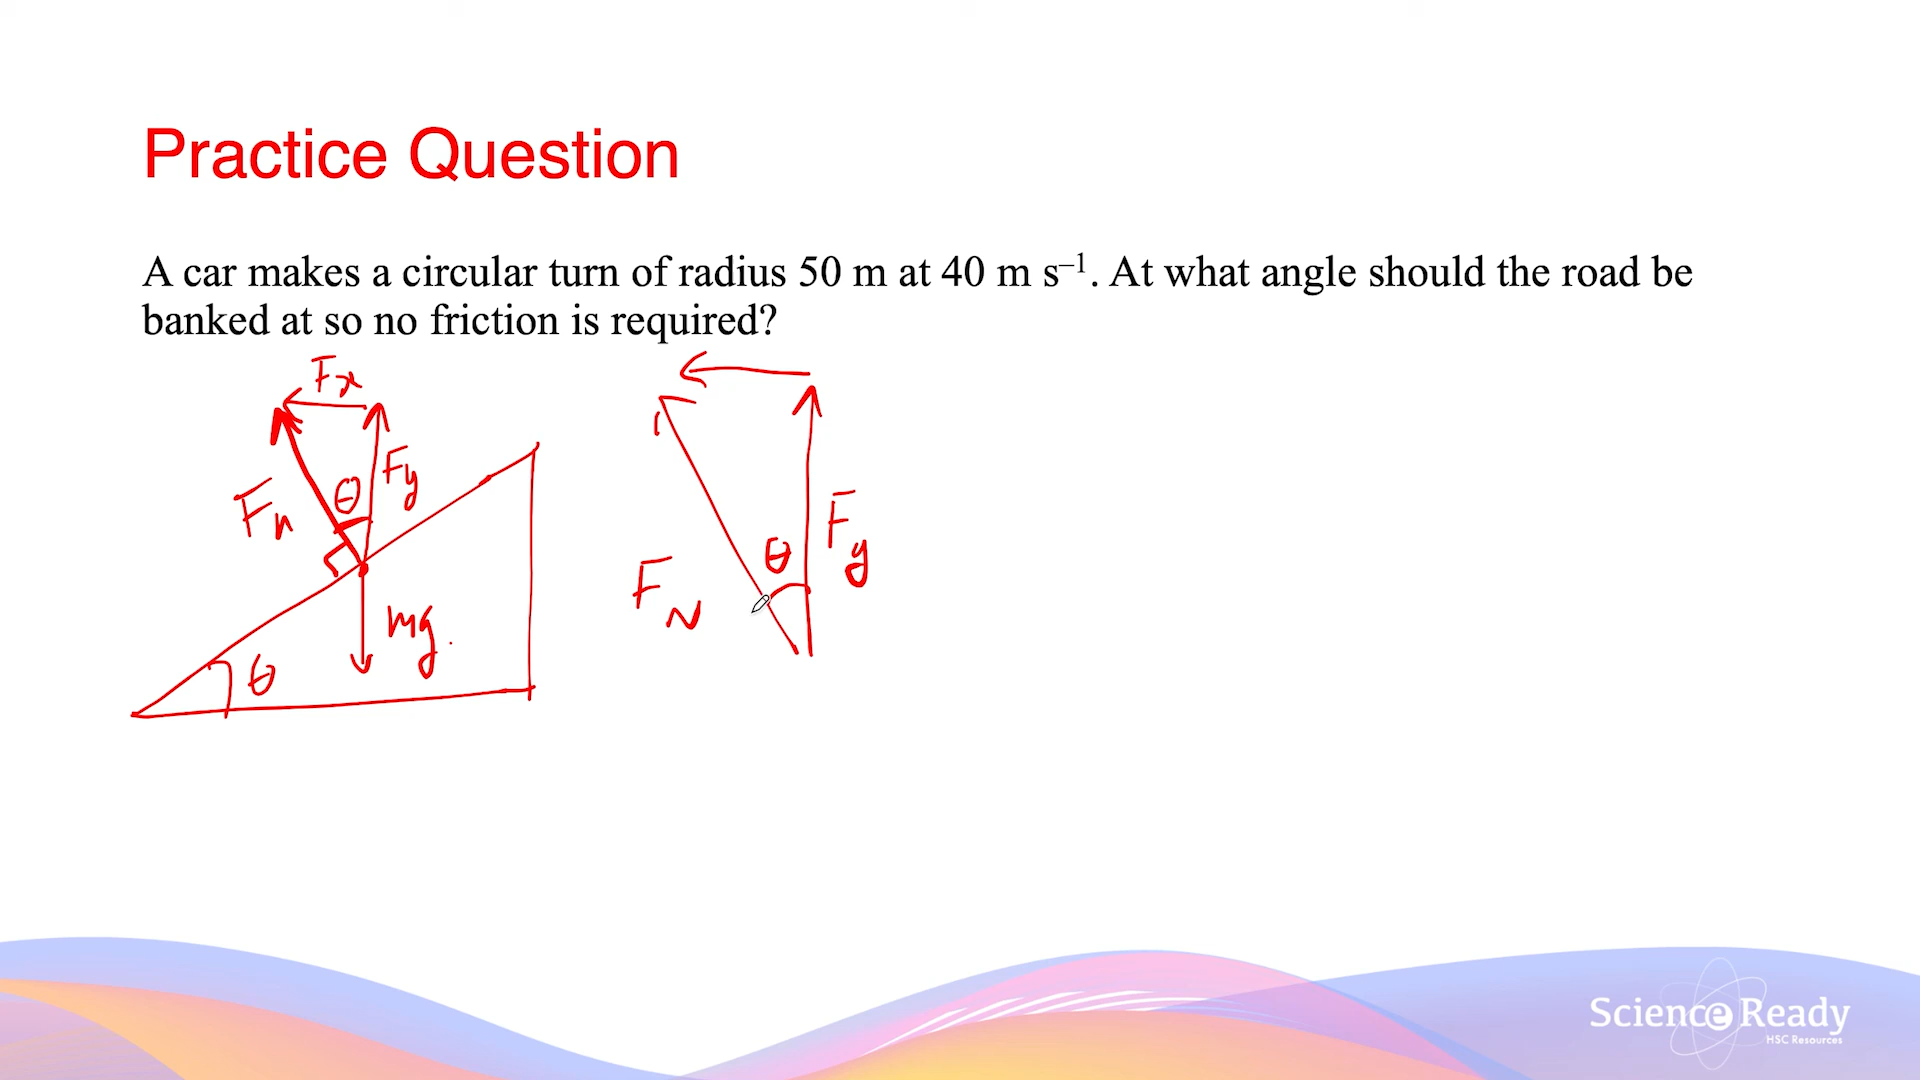 Practice Question
A car makes a circular turn of radius 50 m at 40 m s⁻¹. At what angle should the road be
banked at so no friction is required?
Fx
Fy
θ
Fn
mg
θ
θ
Fy
FN
Science Ready
HSC Resources